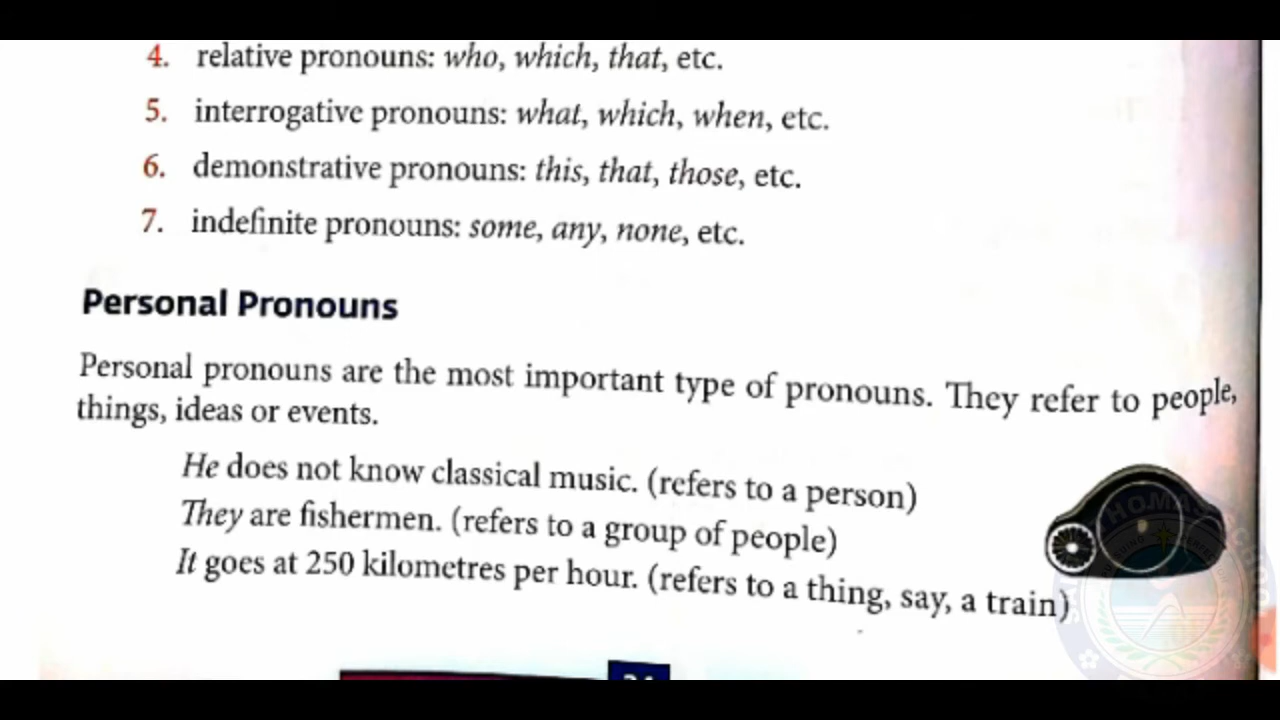 4. relative pronouns: who, which, that, etc.
5. interrogative pronouns: what, which, when, etc.
6. demonstrative pronouns: this, that, those, etc.
7. indefinite pronouns: some, any, none, etc.
Personal Pronouns
Personal pronouns are the most important type of pronouns. They refer to people,
things, ideas or events.
He does not know classical music. (refers to a person)
They are fishermen. (refers to a group of people)
It goes at 250 kilometres per hour. (refers to a thing, say, a train)